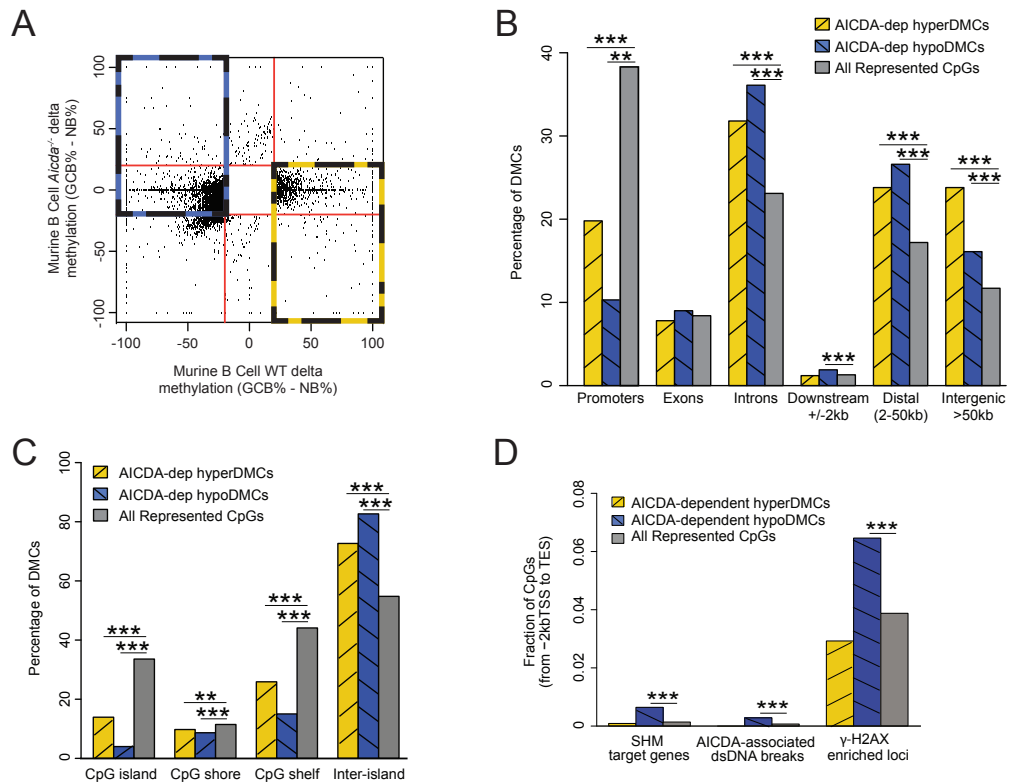 A
Murine B Cell Aicda-/- delta
methylation (GCB% - NB%)
100
50
0
-50
-100
-100
-50
0
50
100
Murine B Cell WT delta
methylation (GCB% - NB%)
B
AICDA-dep hyperDMCs
AICDA-dep hypoDMCs
All Represented CpGs
Percentage of DMCs
40
30
20
10
0
***
**
***
***
***
***
***
***
***
Promoters
Exons
Introns
Downstream
+/-2kb
Distal
(2-50kb)
Intergenic
>50kb
C
AICDA-dep hyperDMCs
AICDA-dep hypoDMCs
All Represented CpGs
Percentage of DMCs
100
80
60
40
20
0
***
***
**
***
***
***
***
***
CpG island
CpG shore
CpG shelf
Inter-island
D
AICDA-dependent hyperDMCs
AICDA-dependent hypoDMCs
All Represented CpGs
Fraction of CpGs
(from −2kbTSS to TES)
0.08
0.06
0.04
0.02
0
***
***
***
SHM
target genes
AICDA-associated
dsDNA breaks
γ-H2AX
enriched loci